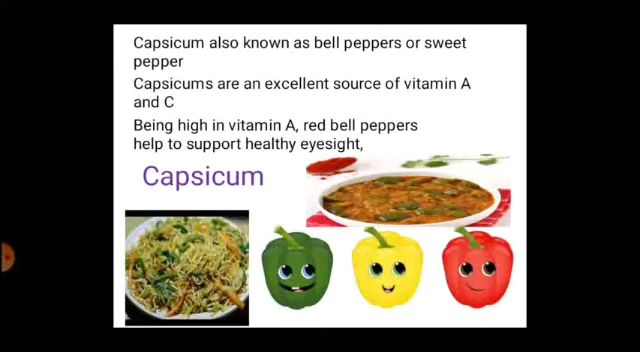 Capsicum also known as bell peppers or sweet
pepper
Capsicums are an excellent source of vitamin A
and C
Being high in vitamin A, red bell peppers
help to support healthy eyesight,
Capsicum